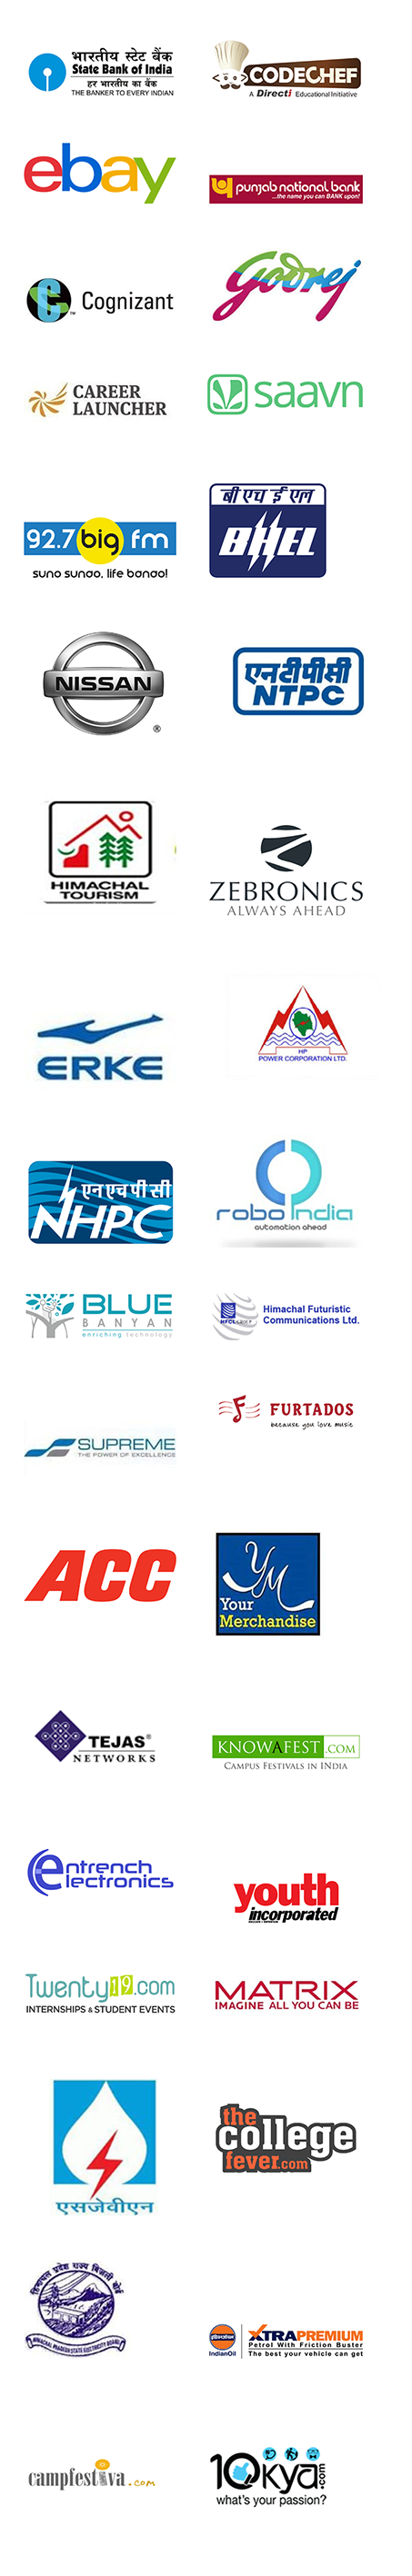 भारतीय स्टेट बैंक
State Bank of India
हर भारतीय का बैंक
THE BANKER TO EVERY INDIAN
CODECHEF
A Directi Educational Initiative
ebay
punjab national bank
...the name you can BANK upon!
Cognizant
Godrej
CAREER
LAUNCHER
saavn
92.7 big fm
suno sunao, life banao!
बी एच ई एल
BHEL
NISSAN
एनटीपीसी
NTPC
HIMACHAL
TOURISM
ZEBRONICS
ALWAYS AHEAD
ERKE
HP
POWER CORPORATION LTD.
एन एच पी सी
NHPC
robo India
automation ahead
BLUE
BANYAN
enriching technology
HFCL GROUP
Himachal Futuristic
Communications Ltd.
FURTADOS
because you love music
SUPREME
THE POWER OF EXCELLENCE
ACC
YM
Your
Merchandise
TEJAS
NETWORKS
KNOWAFEST.COM
CAMPUS FESTIVALS IN INDIA
entrench
electronics
youth
incorporated
Twenty19.com
INTERNSHIPS & STUDENT EVENTS
MATRIX
IMAGINE ALL YOU CAN BE
एसजेवीएन
the
college
fever.com
हिमाचल प्रदेश राज्य बिजली बोर्ड
HIMACHAL PRADESH STATE ELECTRICITY BOARD
IndianOil
XTRAPREMIUM
Petrol With Friction Buster
The best your vehicle can get
campfestiva.com
10kya.com
what's your passion?